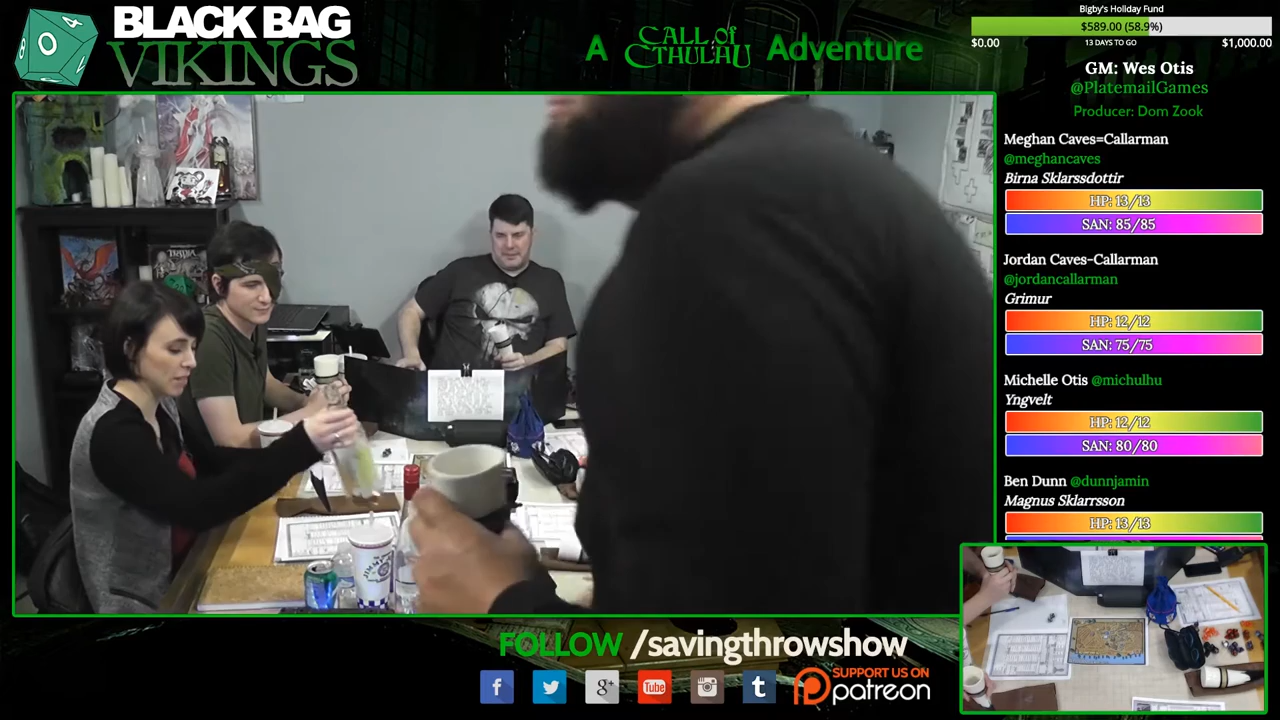 BLACK BAG
VIKINGS
A CALL of CTHULHU Adventure
Bigby's Holiday Fund
$589.00 (58.9%)
$0.00 13 DAYS TO GO $1,000.00
GM: Wes Otis
@PlatemailGames
Producer: Dom Zook
Meghan Caves=Callarman
@meghancaves
Birna Sklarssdottir
HP: 13/13
SAN: 85/85
Jordan Caves-Callarman
@jordancallarman
Grimur
HP: 12/12
SAN: 75/75
Michelle Otis @michulhu
Yngvelt
HP: 12/12
SAN: 80/80
Ben Dunn @dunnjamin
Magnus Sklarrsson
HP: 13/13
FOLLOW /savingthrowshow
f g+ You Tube t
SUPPORT US ON
patreon